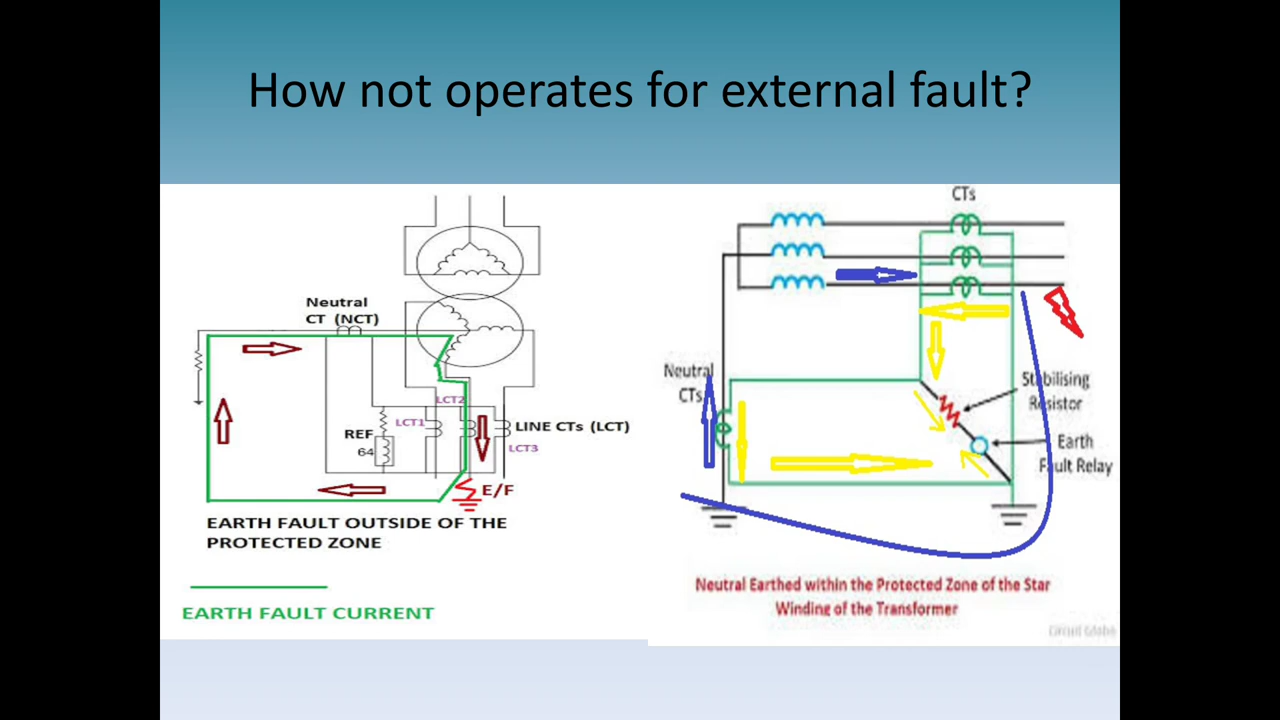 How not operates for external fault?
Neutral
CT (NCT)
LCT2
LCT1
REF
64
LINE CTs (LCT)
LCT3
E/F
EARTH FAULT OUTSIDE OF THE
PROTECTED ZONE
EARTH FAULT CURRENT
CTs
Neutral
CTs
Stabilising
Resistor
Earth
Fault Relay
Neutral Earthed within the Protected Zone of the Star
Winding of the Transformer
Circuit Globe